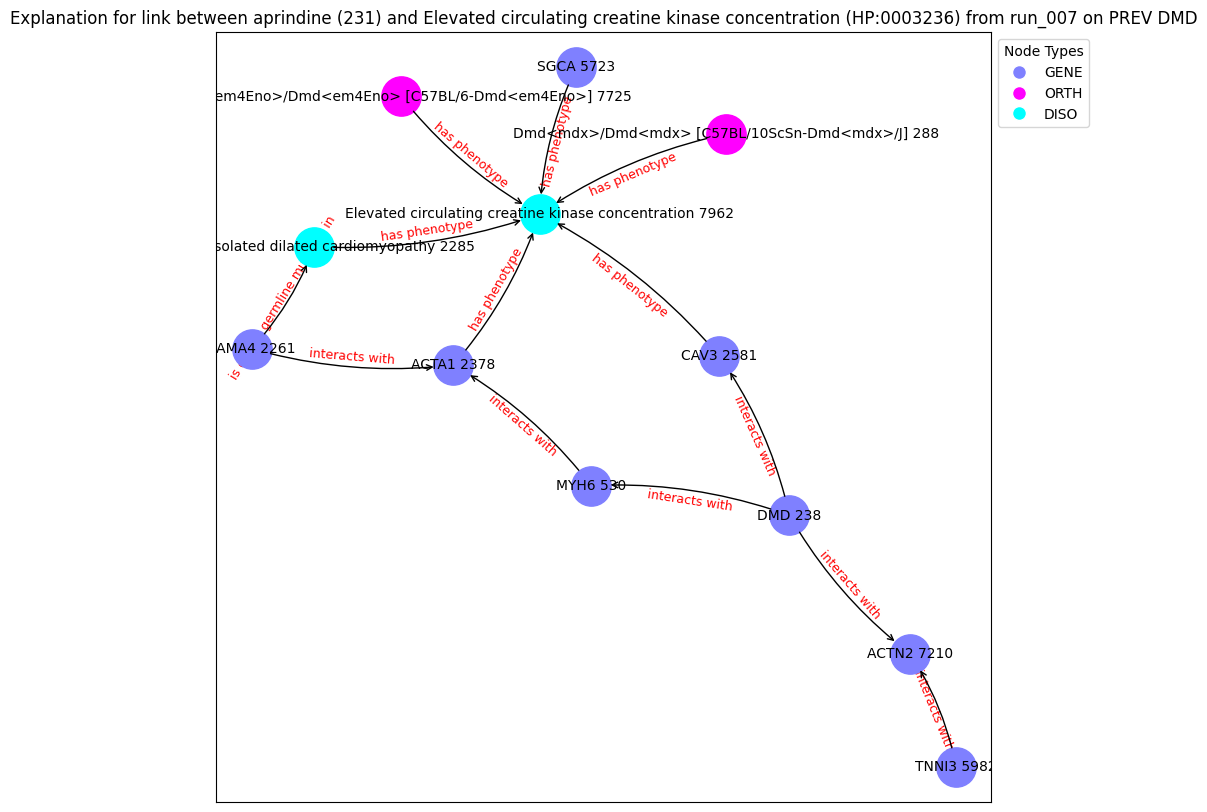 Explanation for link between aprindine (231) and Elevated circulating creatine kinase concentration (HP:0003236) from run_007 on PREV DMD
Node Types
GENE
ORTH
DISO
SGCA 5723
em4Eno>/Dmd<em4Eno> [C57BL/6-Dmd<em4Eno>] 7725
Dmd<mdx>/Dmd<mdx> [C57BL/10ScSn-Dmd<mdx>/J] 288
has phenotype
has phenotype
has phenotype
Elevated circulating creatine kinase concentration 7962
has phenotype
solated dilated cardiomyopathy 2285
is
germline mu
in
has phenotype
has phenotype
AMA4 2261
interacts with
ACTA1 2378
CAV3 2581
interacts with
interacts with
MYH6 530
interacts with
DMD 238
interacts with
ACTN2 7210
interacts with
TNNI3 5982